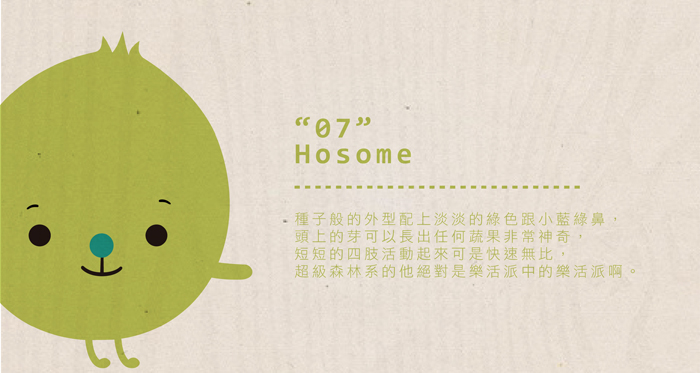 “07”
Hosome
種子般的外型配上淡淡的綠色跟小藍綠鼻，
頭上的芽可以長出任何蔬果非常神奇，
短短的四肢活動起來可是快速無比，
超級森林系的他絕對是樂活派中的樂活派啊。